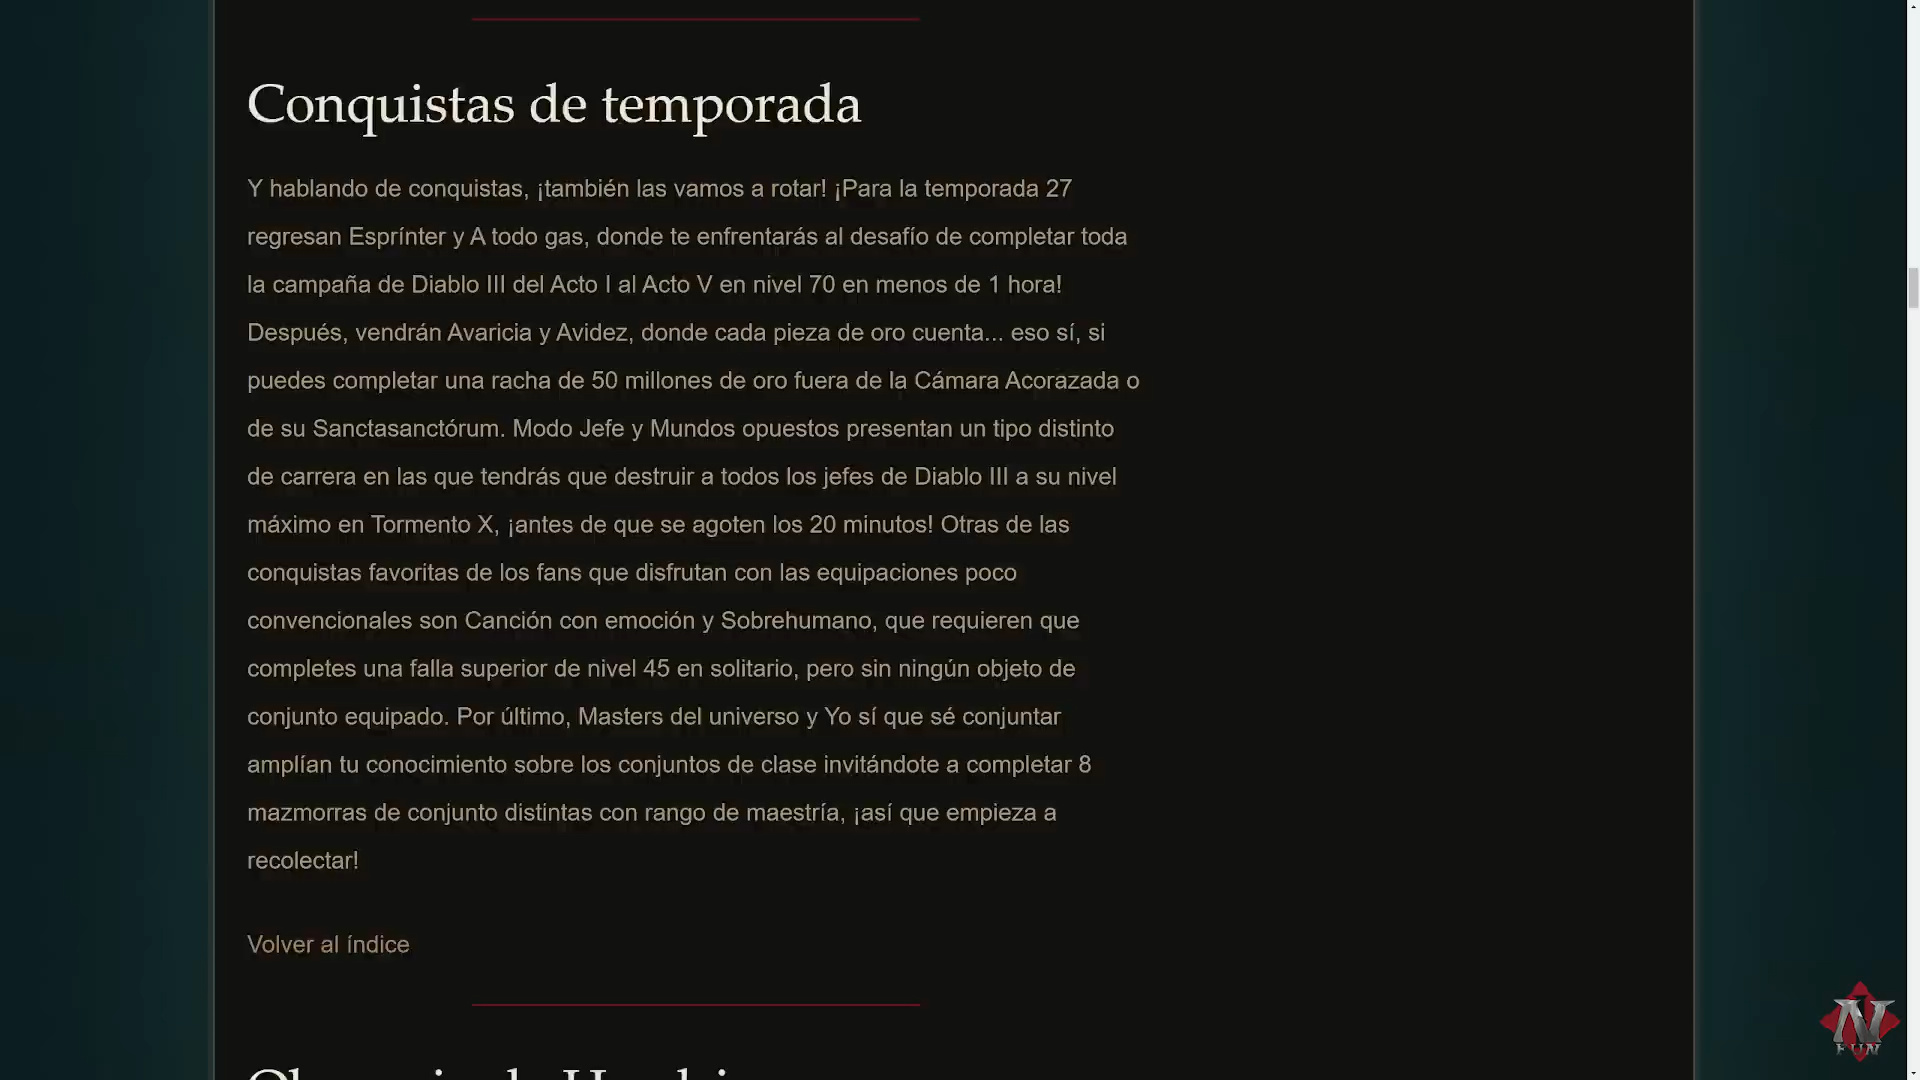 Conquistas de temporada
Y hablando de conquistas, ¡también las vamos a rotar! ¡Para la temporada 27
regresan Esprínter y A todo gas, donde te enfrentarás al desafío de completar toda
la campaña de Diablo III del Acto I al Acto V en nivel 70 en menos de 1 hora!
Después, vendrán Avaricia y Avidez, donde cada pieza de oro cuenta... eso sí, si
puedes completar una racha de 50 millones de oro fuera de la Cámara Acorazada o
de su Sanctasanctórum. Modo Jefe y Mundos opuestos presentan un tipo distinto
de carrera en las que tendrás que destruir a todos los jefes de Diablo III a su nivel
máximo en Tormento X, ¡antes de que se agoten los 20 minutos! Otras de las
conquistas favoritas de los fans que disfrutan con las equipaciones poco
convencionales son Canción con emoción y Sobrehumano, que requieren que
completes una falla superior de nivel 45 en solitario, pero sin ningún objeto de
conjunto equipado. Por último, Masters del universo y Yo sí que sé conjuntar
amplían tu conocimiento sobre los conjuntos de clase invitándote a completar 8
mazmorras de conjunto distintas con rango de maestría, ¡así que empieza a
recolectar!
Volver al índice
N
FUN